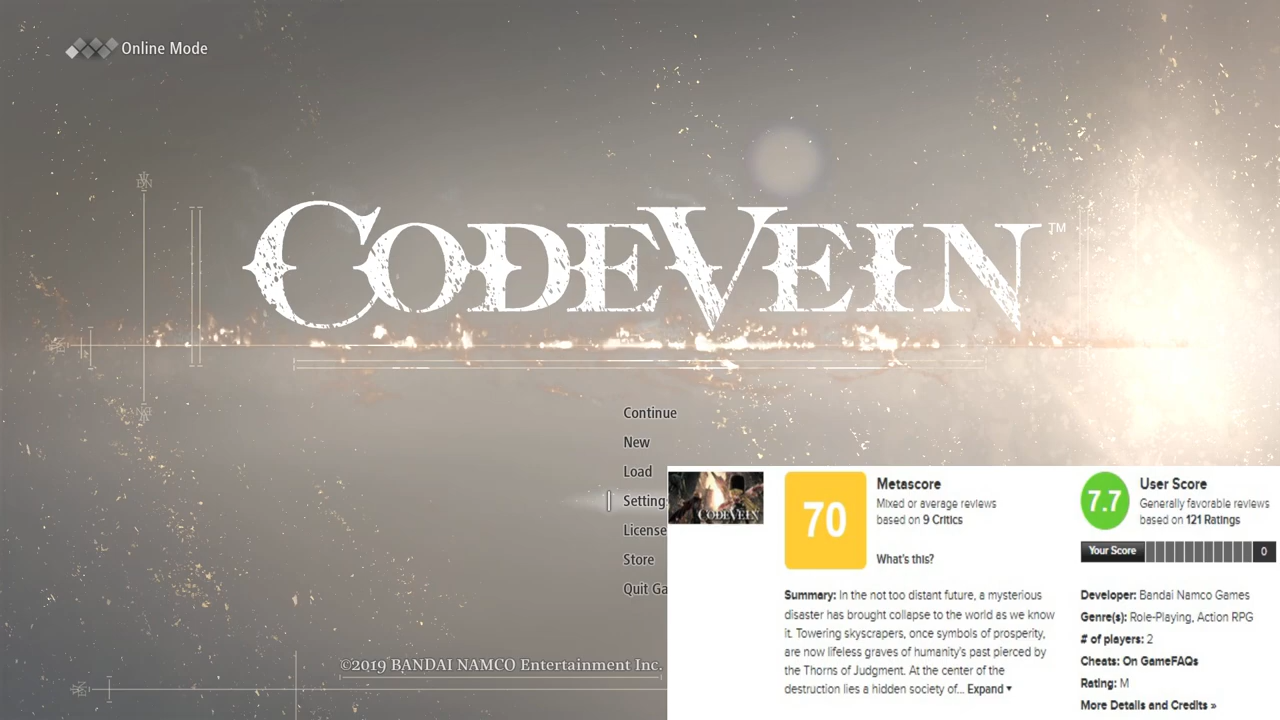 Online Mode
CODE VEIN™
Continue
New
Load
Setting
License
Store
Quit Ga
©2019 BANDAI NAMCO Entertainment Inc.
CODE VEIN
70
Metascore
Mixed or average reviews
based on 9 Critics
What's this?
7.7
User Score
Generally favorable reviews
based on 121 Ratings
Your Score
0
Summary: In the not too distant future, a mysterious
disaster has brought collapse to the world as we know
it. Towering skyscrapers, once symbols of prosperity,
are now lifeless graves of humanity's past pierced by
the Thorns of Judgment. At the center of the
destruction lies a hidden society of... Expand ▾
Developer: Bandai Namco Games
Genre(s): Role-Playing, Action RPG
# of players: 2
Cheats: On GameFAQs
Rating: M
More Details and Credits »